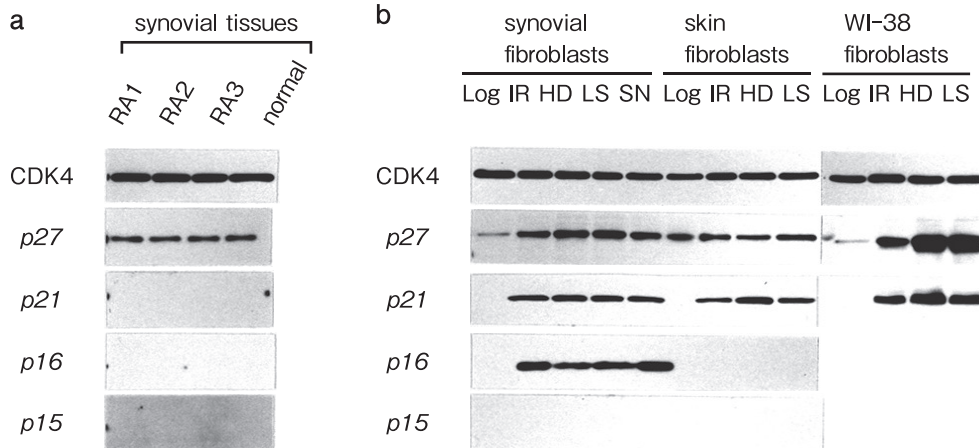 a
synovial tissues
RA1 RA2 RA3 normal
CDK4
p27
p21
p16
p15
b
synovial fibroblasts
skin fibroblasts
WI-38 fibroblasts
Log IR HD LS SN Log IR HD LS Log IR HD LS
CDK4
p27
p21
p16
p15